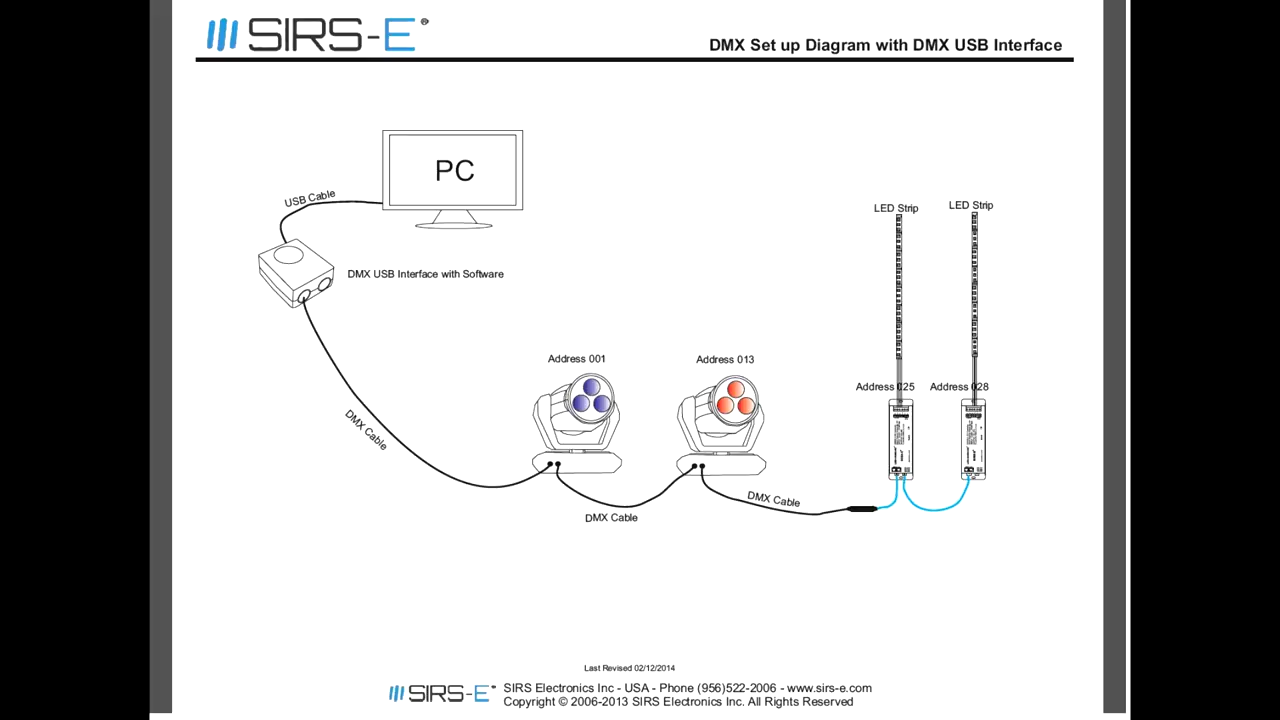 SIRS-E®
DMX Set up Diagram with DMX USB Interface
PC
USB Cable
DMX USB Interface with Software
LED Strip
LED Strip
Address 001
Address 013
Address 025
Address 028
DMX Cable
DMX Cable
DMX Cable
Last Revised 02/12/2014
SIRS-E®
SIRS Electronics Inc - USA - Phone (956)522-2006 - www.sirs-e.com
Copyright © 2006-2013 SIRS Electronics Inc. All Rights Reserved